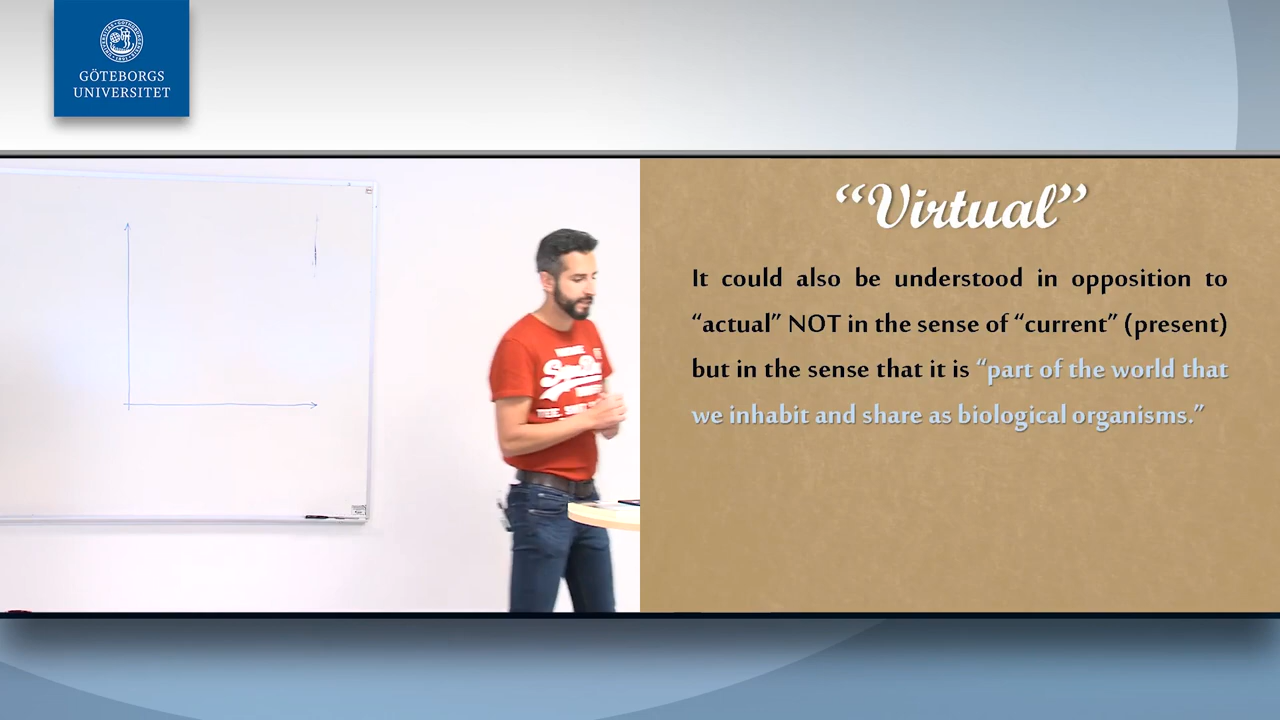 GÖTEBORGS
UNIVERSITET
“Virtual”
It could also be understood in opposition to
“actual” NOT in the sense of “current” (present)
but in the sense that it is “part of the world that
we inhabit and share as biological organisms.”